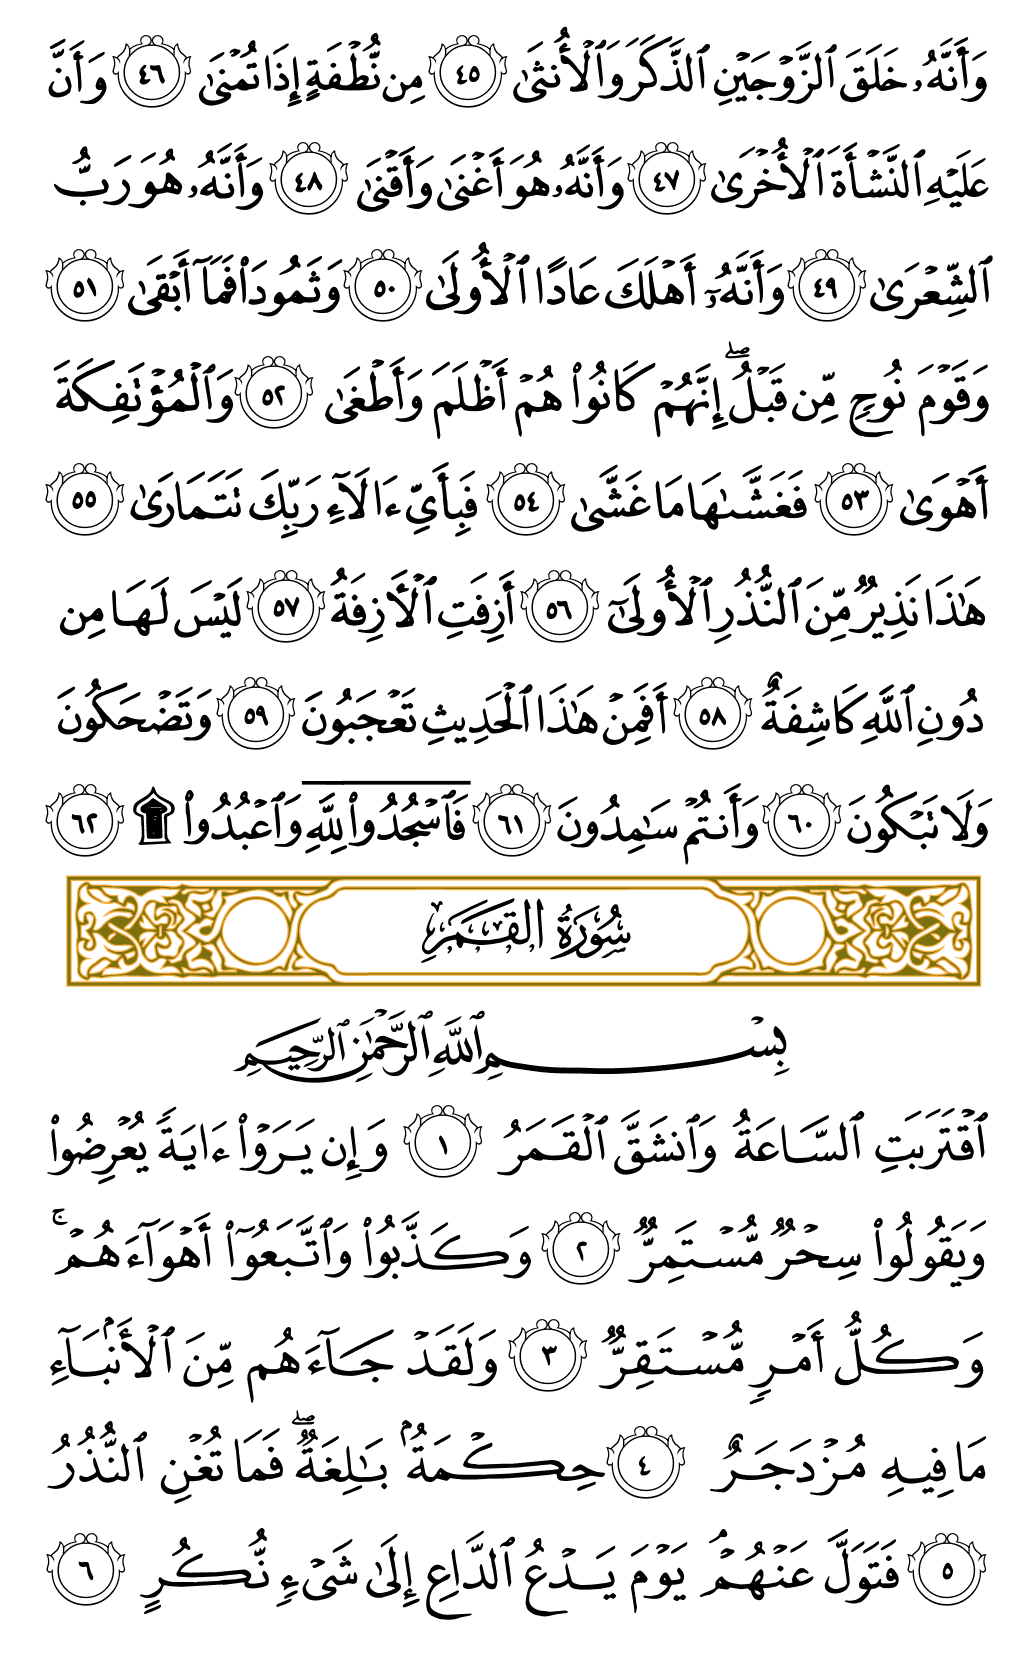 وَأَنَّهُۥ خَلَقَ ٱلزَّوۡجَيۡنِ ٱلذَّكَرَ وَٱلۡأُنثَىٰ ٤٥ مِن نُّطۡفَةٍ إِذَا تُمۡنَىٰ ٤٦ وَأَنَّ
عَلَيۡهِ ٱلنَّشۡأَةَ ٱلۡأُخۡرَىٰ ٤٧ وَأَنَّهُۥ هُوَ أَغۡنَىٰ وَأَقۡنَىٰ ٤٨ وَأَنَّهُۥ هُوَ رَبُّ
ٱلشِّعۡرَىٰ ٤٩ وَأَنَّهُۥٓ أَهۡلَكَ عَادًا ٱلۡأُولَىٰ ٥٠ وَثَمُودَاْ فَمَآ أَبۡقَىٰ ٥١
وَقَوۡمَ نُوحٖ مِّن قَبۡلُۖ إِنَّهُمۡ كَانُواْ هُمۡ أَظۡلَمَ وَأَطۡغَىٰ ٥٢ وَٱلۡمُؤۡتَفِكَةَ
أَهۡوَىٰ ٥٣ فَغَشَّىٰهَا مَا غَشَّىٰ ٥٤ فَبِأَيِّ ءَالَآءِ رَبِّكَ تَتَمَارَىٰ ٥٥
هَٰذَا نَذِيرٞ مِّنَ ٱلنُّذُرِ ٱلۡأُولَىٰٓ ٥٦ أَزِفَتِ ٱلۡأٓزِفَةُ ٥٧ لَيۡسَ لَهَا مِن
دُونِ ٱللَّهِ كَاشِفَةٌ ٥٨ أَفَمِنۡ هَٰذَا ٱلۡحَدِيثِ تَعۡجَبُونَ ٥٩ وَتَضۡحَكُونَ
وَلَا تَبۡكُونَ ٦٠ وَأَنتُمۡ سَٰمِدُونَ ٦١ فَٱسۡجُدُواْۤ لِلَّهِۤ وَٱعۡبُدُواْ ۩ ٦٢
سُورَةُ القَمَرِ
بِسۡمِ ٱللَّهِ ٱلرَّحۡمَٰنِ ٱلرَّحِيمِ
ٱقۡتَرَبَتِ ٱلسَّاعَةُ وَٱنشَقَّ ٱلۡقَمَرُ ١ وَإِن يَرَوۡاْ ءَايَةٗ يُعۡرِضُواْ
وَيَقُولُواْ سِحۡرٞ مُّسۡتَمِرّٞ ٢ وَكَذَّبُواْ وَٱتَّبَعُوٓاْ أَهۡوَآءَهُمۡۚ
وَكُلُّ أَمۡرٖ مُّسۡتَقِرّٞ ٣ وَلَقَدۡ جَآءَهُم مِّنَ ٱلۡأَنۢبَآءِ
مَا فِيهِ مُزۡدَجَرٌ ٤ حِكۡمَةُۢ بَٰلِغَةٞۖ فَمَا تُغۡنِ ٱلنُّذُرُ
٥ فَتَوَلَّ عَنۡهُمۡۘ يَوۡمَ يَدۡعُ ٱلدَّاعِ إِلَىٰ شَيۡءٖ نُّكُرٍ ٦